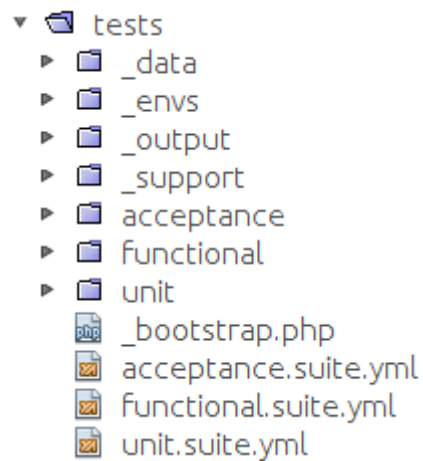 tests
_data
_envs
_output
_support
acceptance
functional
unit
php _bootstrap.php
acceptance.suite.yml
functional.suite.yml
unit.suite.yml